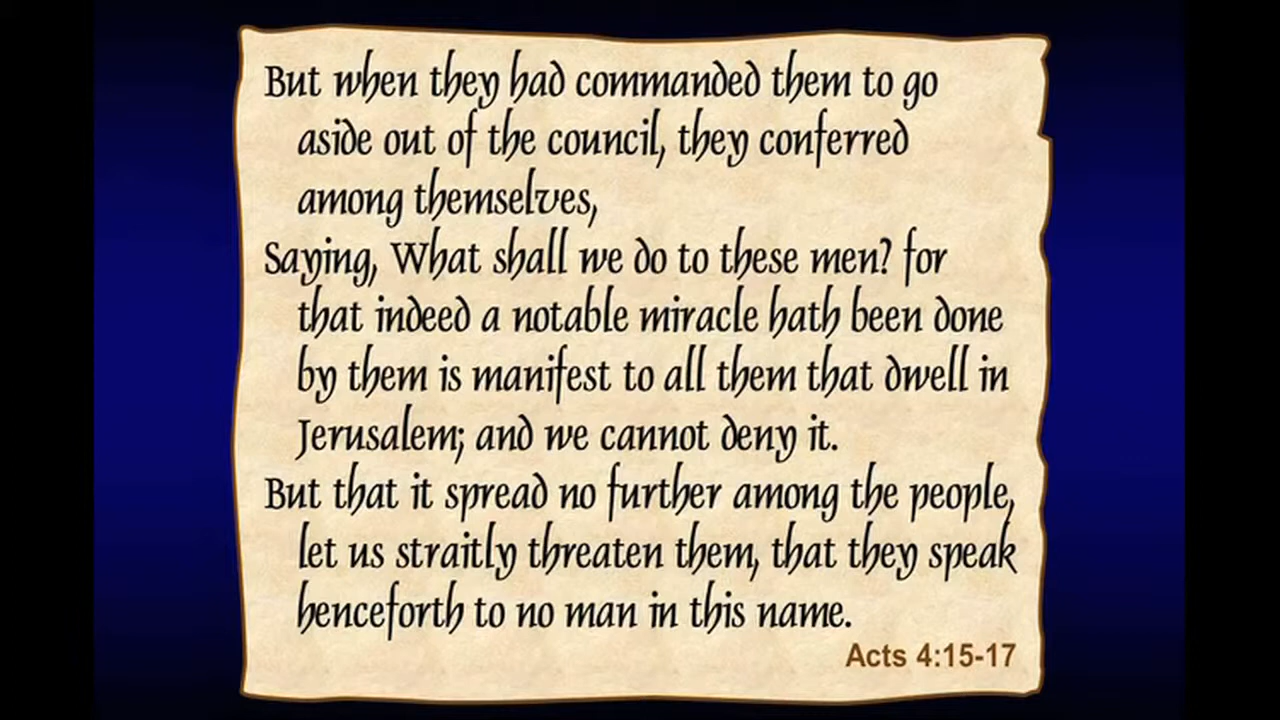 But when they had commanded them to go
aside out of the council, they conferred
among themselves,
Saying, What shall we do to these men? for
that indeed a notable miracle hath been done
by them is manifest to all them that dwell in
Jerusalem; and we cannot deny it.
But that it spread no further among the people,
let us straitly threaten them, that they speak
henceforth to no man in this name.
Acts 4:15-17